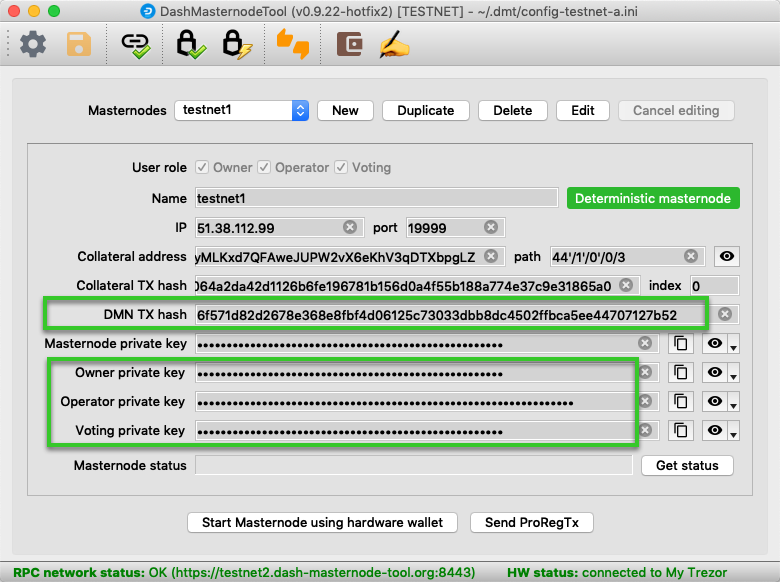 DashMasternodeTool (v0.9.22-hotfix2) [TESTNET] - ~/.dmt/config-testnet-a.ini
Masternodes testnet1 New Duplicate Delete Edit Cancel editing
User role Owner Operator Voting
Name testnet1 Deterministic masternode
IP 51.38.112.99 port 19999
Collateral address yMLKxd7QFAweJUPW2vX6eKhV3qDTXbpgLZ path 44'/1'/0'/0/3
Collateral TX hash 064a2da42d1126b6fe196781b156d0a4f55b188a774e37c9e31865a0 index 0
DMN TX hash 6f571d82d2678e368e8fbf4d06125c73033dbb8dc4502ffbca5ee44707127b52
Masternode private key
Owner private key
Operator private key
Voting private key
Masternode status Get status
Start Masternode using hardware wallet Send ProRegTx
RPC network status: OK (https://testnet2.dash-masternode-tool.org:8443) HW status: connected to My Trezor